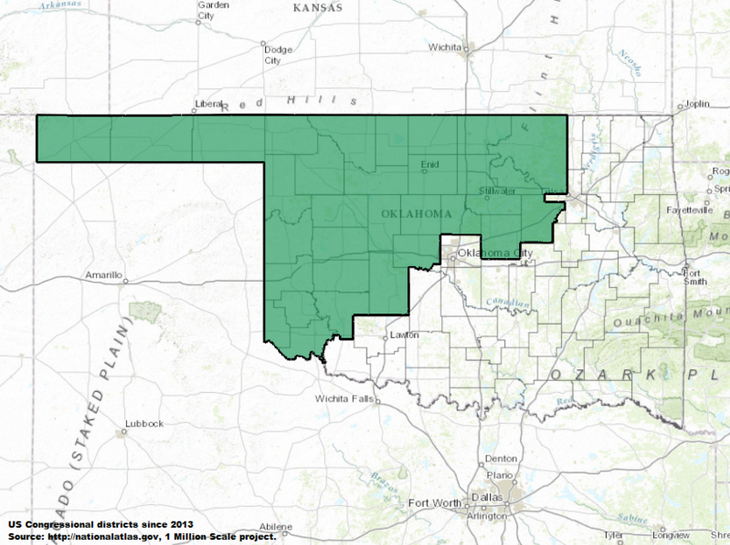 Arkansas
Garden
City
KANSAS
Dodge
City
Wichita
Flint H
Neosho
Liberal
Red Hills
Joplin
Verdigris
Enid
Stillwater
OKLAHOMA
Rog
Spri
Fayetteville
B
Mo
Oklahoma City
Amarillo
Fort
Smith
Canadian
Ouachita Moun
Lawton
OZARK PL
ADO (STAKED PLAIN)
Wichita Falls
Red
Lubbock
Denton
Plano
Brazos
Fort Worth
Dallas
Arlington
Sabine
Abilene
Tyler
Longview
Shre
US Congressional districts since 2013
Source: http://nationalatlas.gov, 1 Million Scale project.